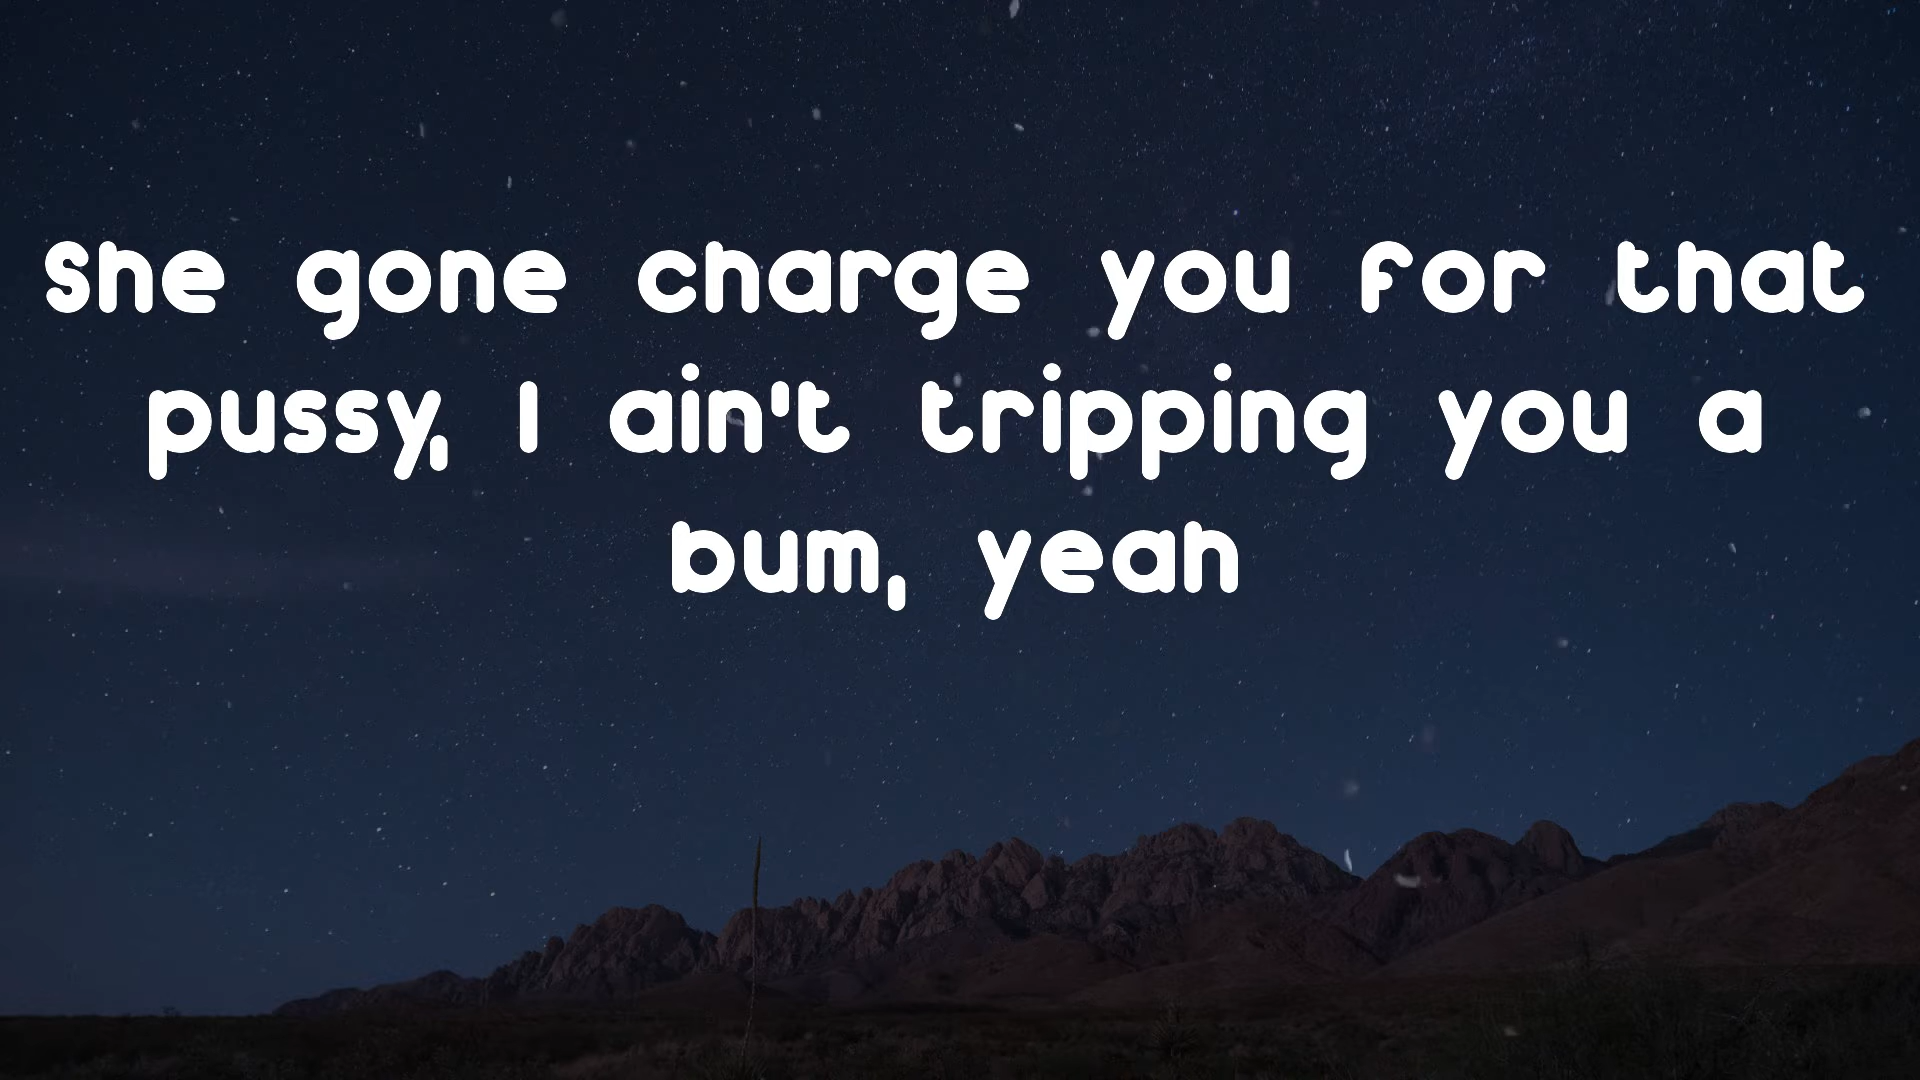 She gone charge you for that
pussy, I ain't tripping you a
bum, yeah